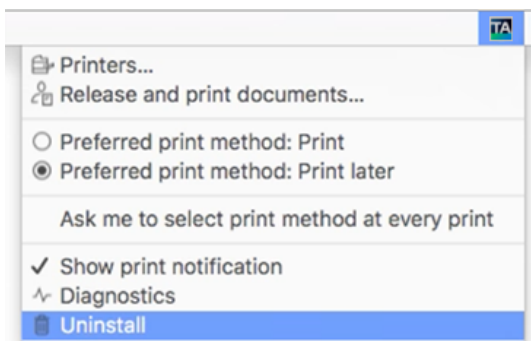 TA
Printers...
Release and print documents...
Preferred print method: Print
Preferred print method: Print later
Ask me to select print method at every print
Show print notification
Diagnostics
Uninstall